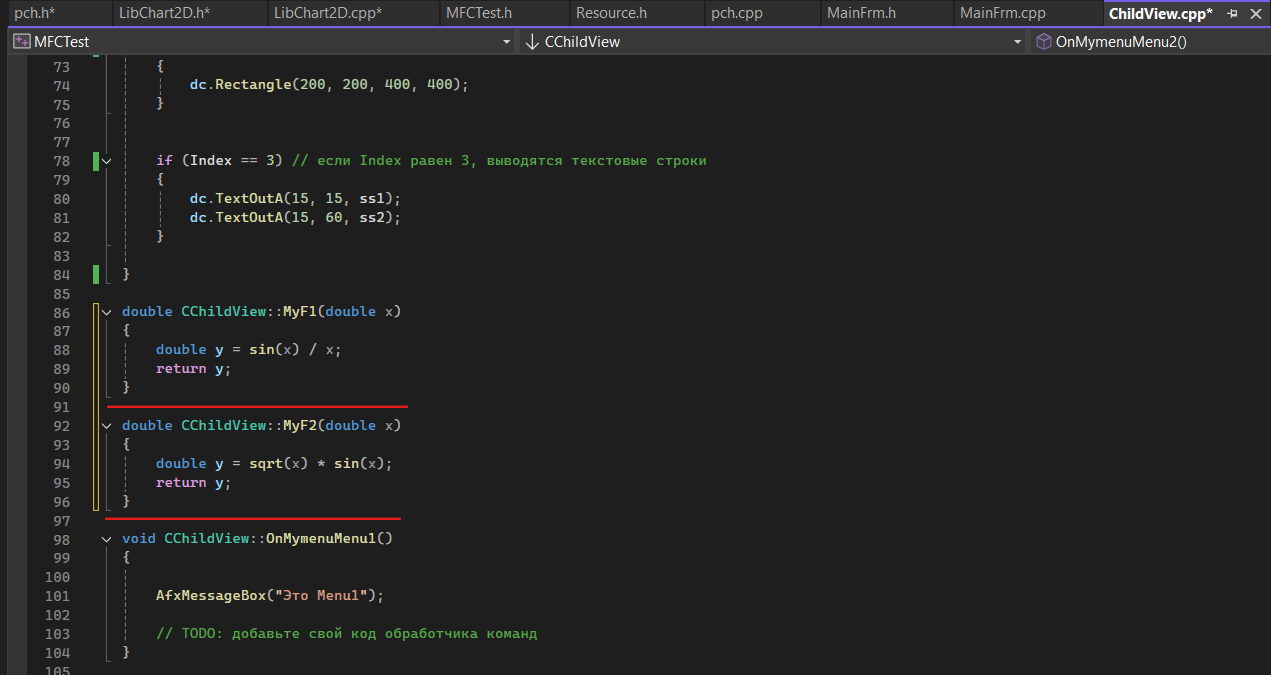 pch.h* LibChart2D.h* LibChart2D.cpp* MFCTest.h Resource.h pch.cpp MainFrm.h MainFrm.cpp ChildView.cpp*
MFCTest CChildView OnMymenuMenu2()
73 {
74 dc.Rectangle(200, 200, 400, 400);
75 }
76
77
78 if (Index == 3) // если Index равен 3, выводятся текстовые строки
79 {
80 dc.TextOutA(15, 15, ss1);
81 dc.TextOutA(15, 60, ss2);
82 }
83
84 }
85
86 double CChildView::MyF1(double x)
87 {
88 double y = sin(x) / x;
89 return y;
90 }
91
92 double CChildView::MyF2(double x)
93 {
94 double y = sqrt(x) * sin(x);
95 return y;
96 }
97
98 void CChildView::OnMymenuMenu1()
99 {
100
101 AfxMessageBox("Это Menu1");
102
103 // TODO: добавьте свой код обработчика команд
104 }
105